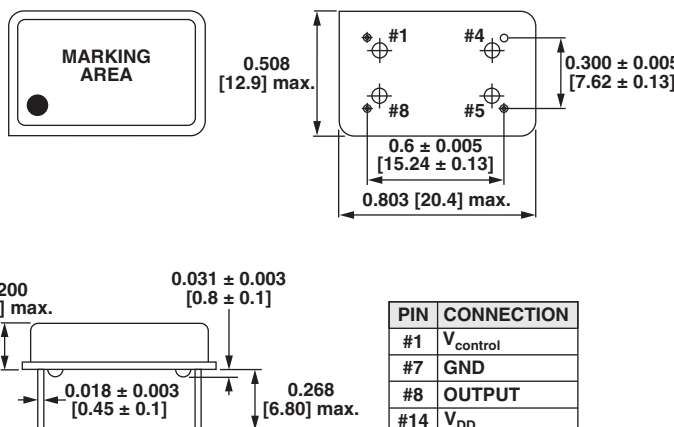 MARKING
AREA
0.508
[12.9] max.
#1
#4
#8
#5
0.300 ± 0.005
[7.62 ± 0.13]
0.6 ± 0.005
[15.24 ± 0.13]
0.803 [20.4] max.
200
] max.
0.031 ± 0.003
[0.8 ± 0.1]
0.018 ± 0.003
[0.45 ± 0.1]
0.268
[6.80] max.
PIN CONNECTION
#1 Vcontrol
#7 GND
#8 OUTPUT
#14 VDD